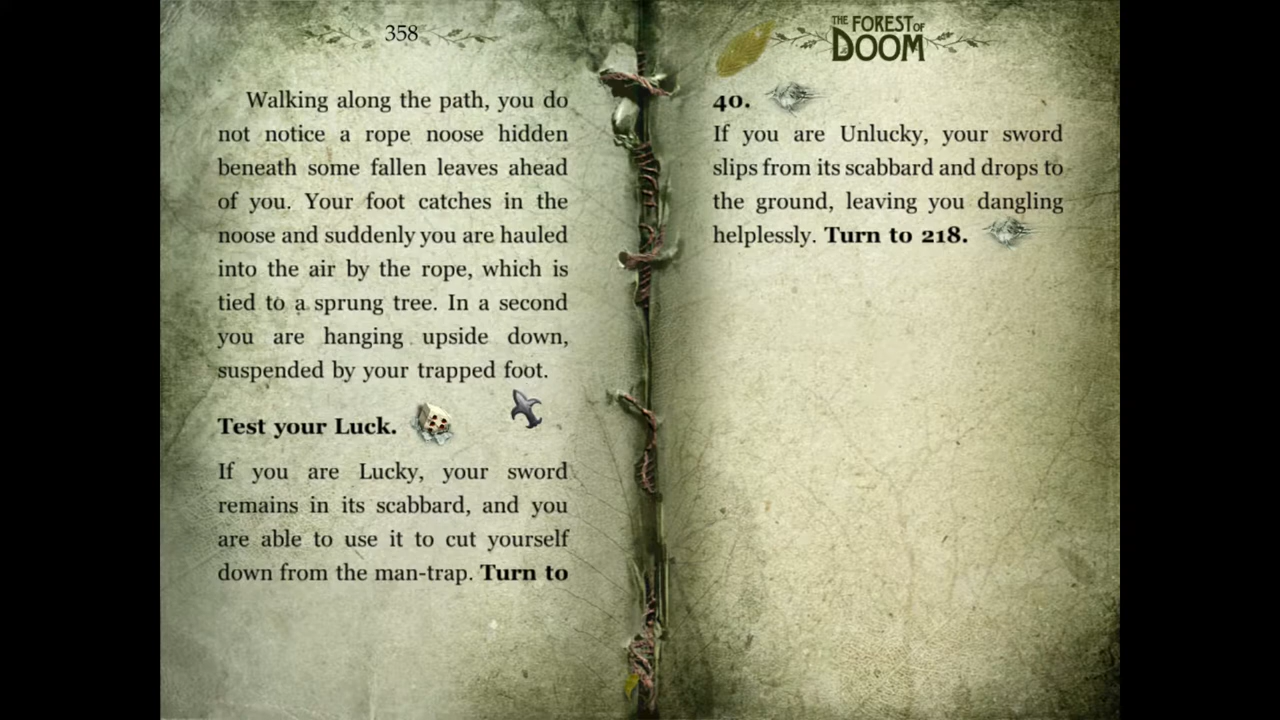 358
Walking along the path, you do
not notice a rope noose hidden
beneath some fallen leaves ahead
of you. Your foot catches in the
noose and suddenly you are hauled
into the air by the rope, which is
tied to a sprung tree. In a second
you are hanging upside down,
suspended by your trapped foot.
Test your Luck.
If you are Lucky, your sword
remains in its scabbard, and you
are able to use it to cut yourself
down from the man-trap. Turn to
THE FOREST OF
DOOM
40.
If you are Unlucky, your sword
slips from its scabbard and drops to
the ground, leaving you dangling
helplessly. Turn to 218.